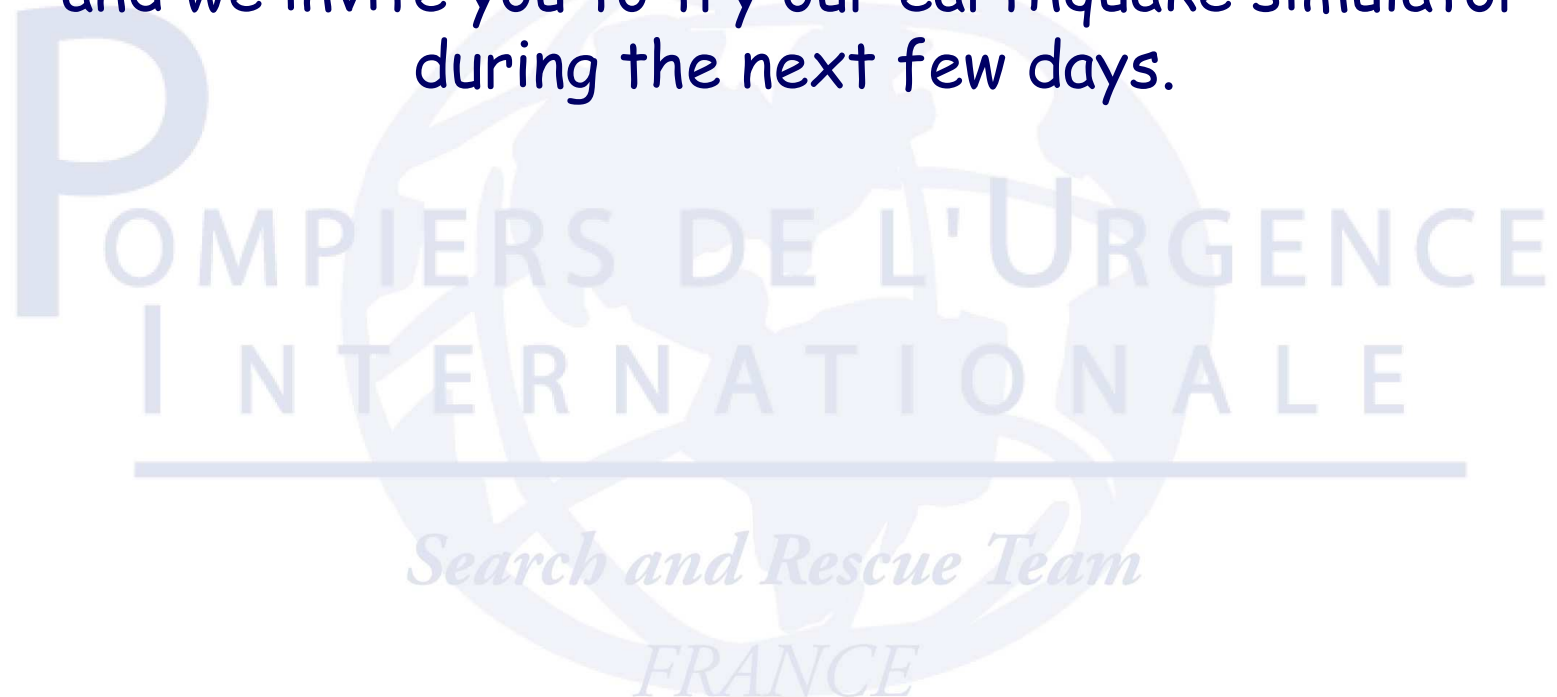 and we invite you to try our earthquake simulator
during the next few days.
POMPIERS DE L'URGENCE
INTERNATIONALE
Search and Rescue Team
FRANCE